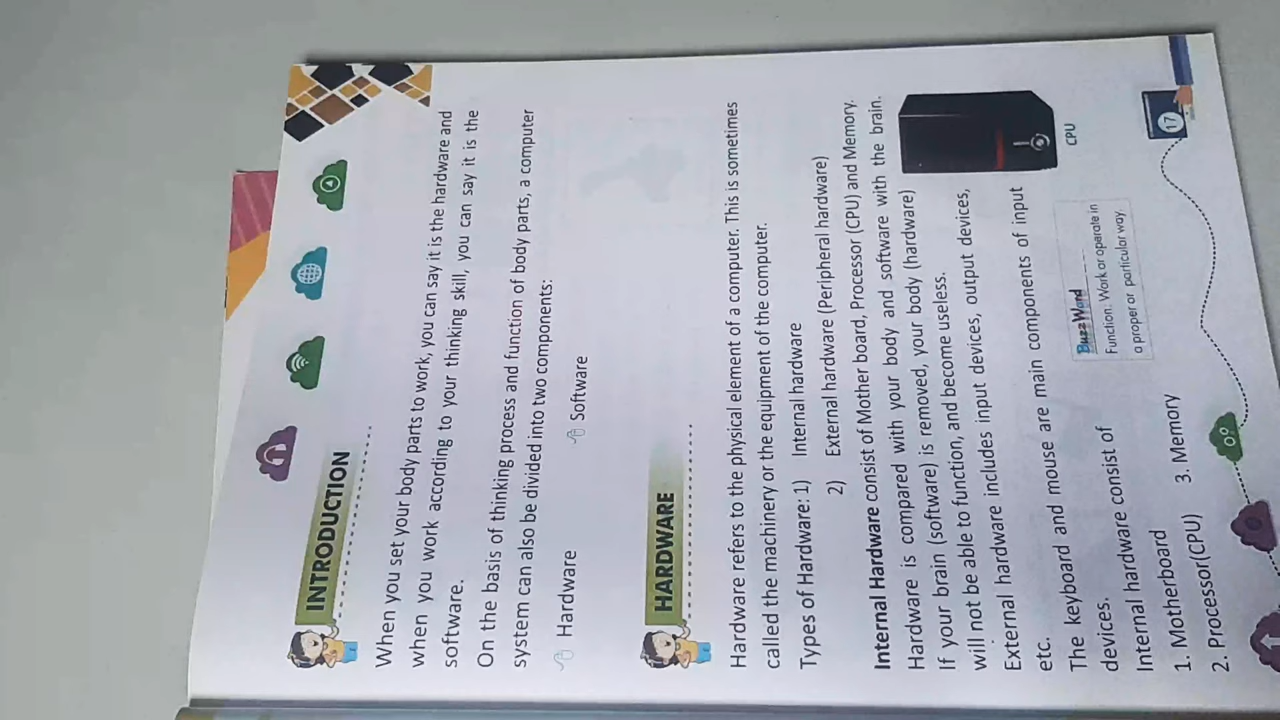 INTRODUCTION
When you set your body parts to work, you can say it is the hardware and
when you work according to your thinking skill, you can say it is the
software.
On the basis of thinking process and function of body parts, a computer
system can also be divided into two components:
Hardware Software
HARDWARE
Hardware refers to the physical element of a computer. This is sometimes
called the machinery or the equipment of the computer.
Types of Hardware: 1) Internal hardware
2) External hardware (Peripheral hardware)
Internal Hardware consist of Mother board, Processor (CPU) and Memory.
Hardware is compared with your body and software with the brain.
If your brain (software) is removed, your body (hardware)
will not be able to function, and become useless.
External hardware includes input devices, output devices,
etc.
The keyboard and mouse are main components of input
devices.
Internal hardware consist of
1. Motherboard 3. Memory
2. Processor(CPU)
CPU
Buzz Word
Function: Work or operate in
a proper or particular way.
17